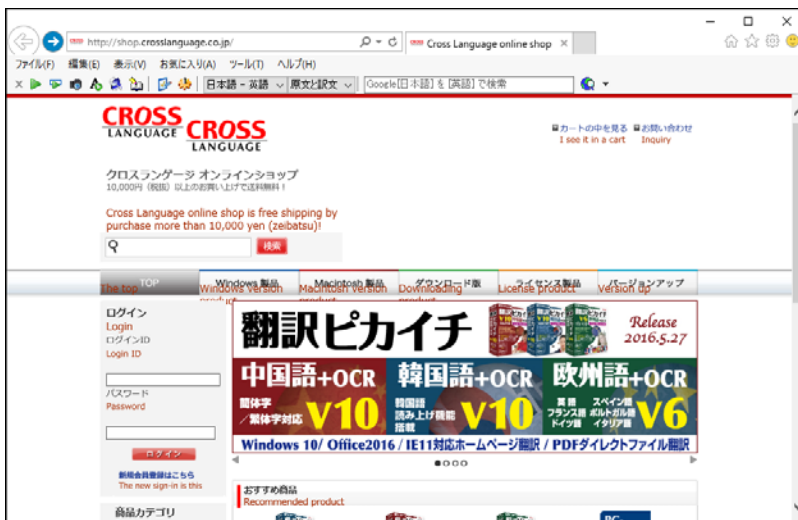 http://shop.crosslanguage.co.jp/
Cross Language online shop
ファイル(F) 編集(E) 表示(V) お気に入り(A) ツール(T) ヘルプ(H)
日本語 - 英語 原文と訳文 Google[日本語]を[英語]で検索
CROSS
LANGUAGE
CROSS
LANGUAGE
カートの中を見る お問い合わせ
I see it in a cart Inquiry
クロスランゲージ オンラインショップ
10,000円（税抜）以上のお買い上げで送料無料！
Cross Language online shop is free shipping by
purchase more than 10,000 yen (zeibatsu)!
検索
TOP Windows 製品 Macintosh 製品 ダウンロード版 ライセンス製品 バージョンアップ
The top Windows version Macintosh version Downloading License product Version up
product product product
ログイン
Login
ログインID
Login ID
パスワード
Password
ログイン
新規会員登録はこちら
The new sign-in is this
商品カテゴリ
翻訳ピカイチ
Release
2016.5.27
中国語+OCR
簡体字
／繁体字対応
V10
韓国語+OCR
韓国語
読み上げ機能
搭載
V10
欧州語+OCR
英語 スペイン語
フランス語 ポルトガル語
ドイツ語 イタリア語
V6
Windows 10/ Office2016 / IE11対応ホームページ翻訳 / PDFダイレクトファイル翻訳
おすすめ商品
Recommended product